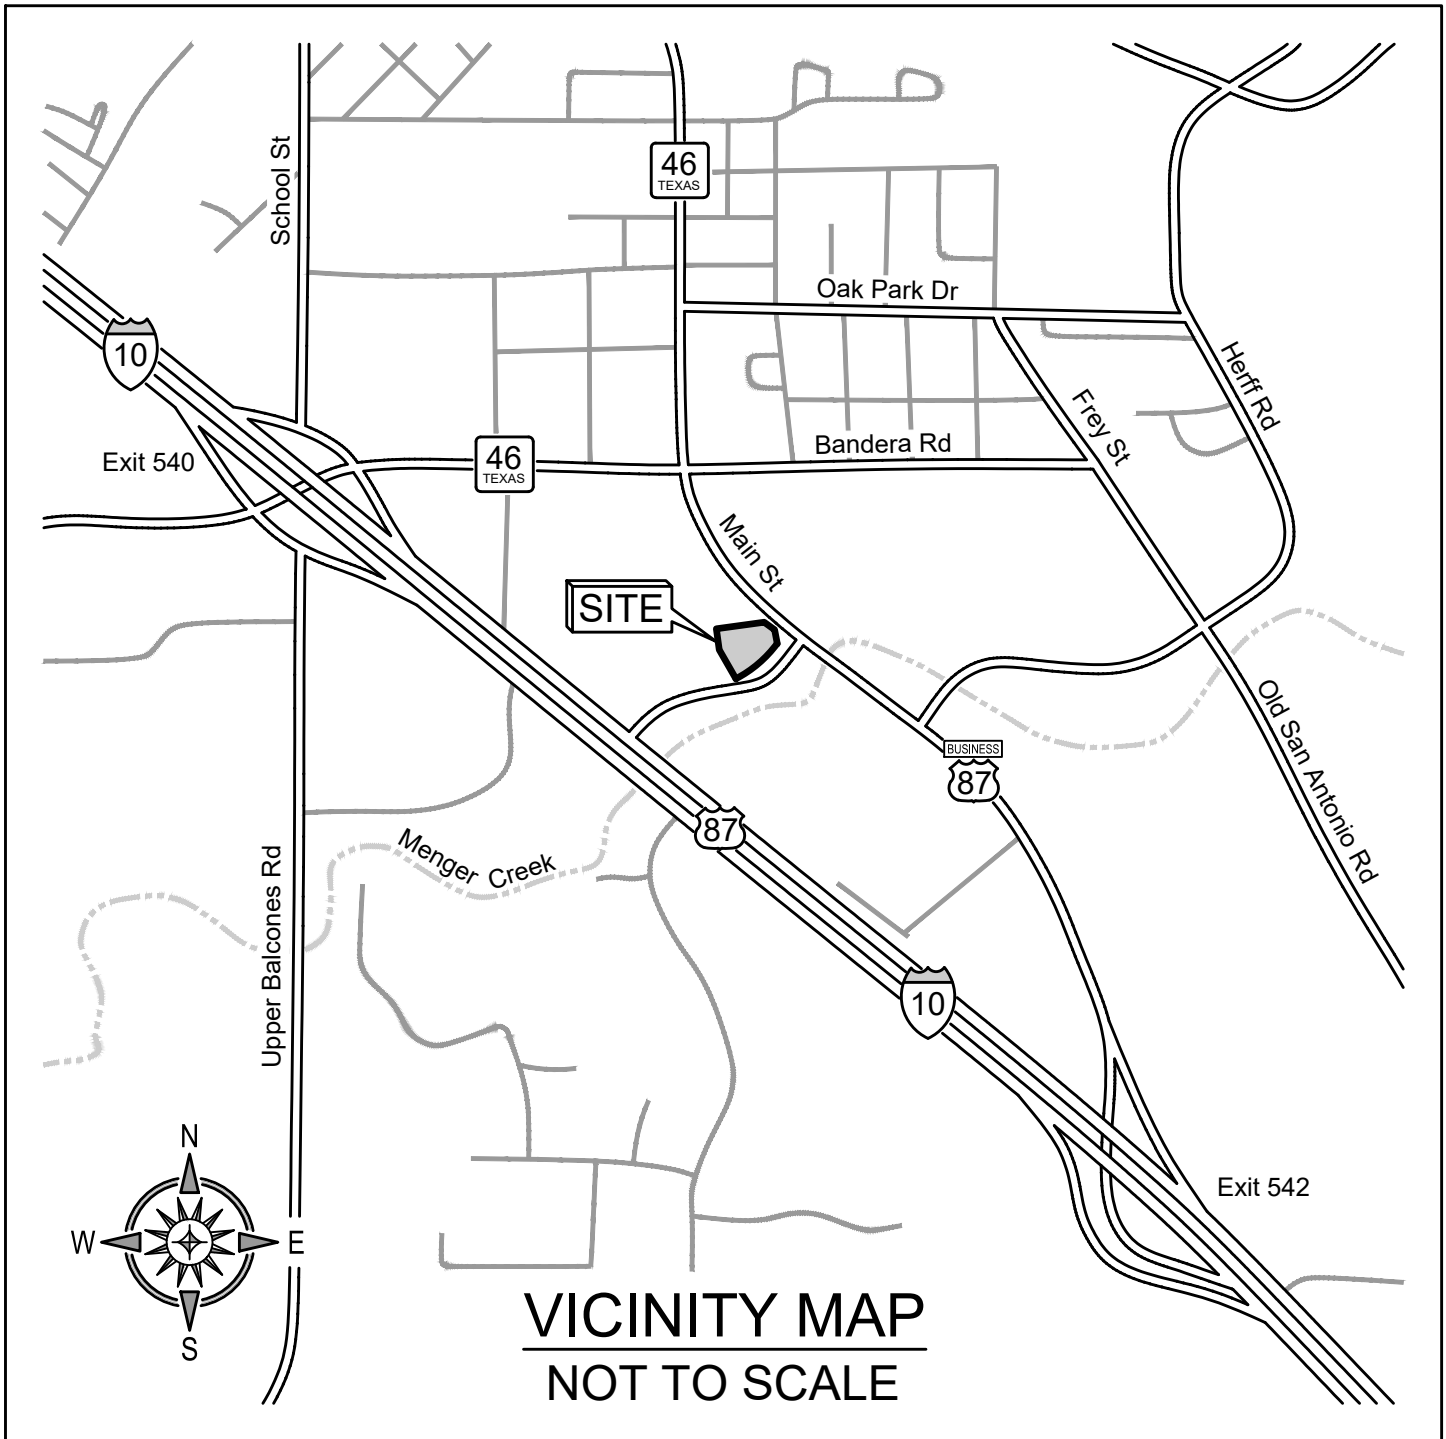 School St
46
TEXAS
Oak Park Dr
10
Herff Rd
Frey St
Exit 540
46
TEXAS
Bandera Rd
Main St
SITE
Old San Antonio Rd
BUSINESS
87
87
Menger Creek
Upper Balcones Rd
10
N
W
E
S
Exit 542
VICINITY MAP
NOT TO SCALE